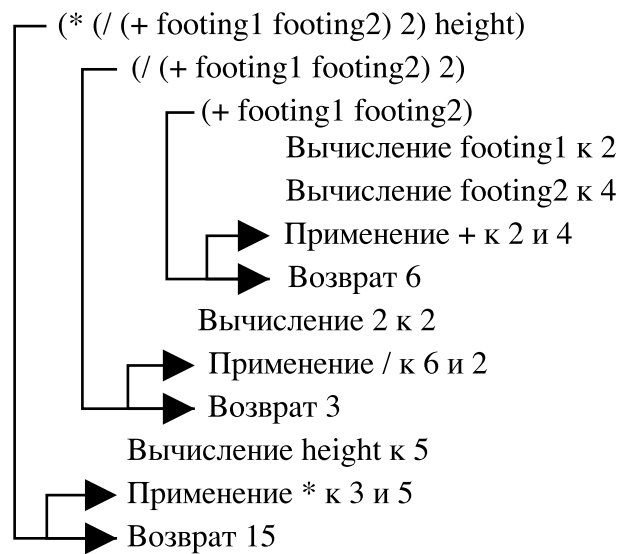 (* (/ (+ footing1 footing2) 2) height)
(/ (+ footing1 footing2) 2)
(+ footing1 footing2)
Вычисление footing1 к 2
Вычисление footing2 к 4
Применение + к 2 и 4
Возврат 6
Вычисление 2 к 2
Применение / к 6 и 2
Возврат 3
Вычисление height к 5
Применение * к 3 и 5
Возврат 15